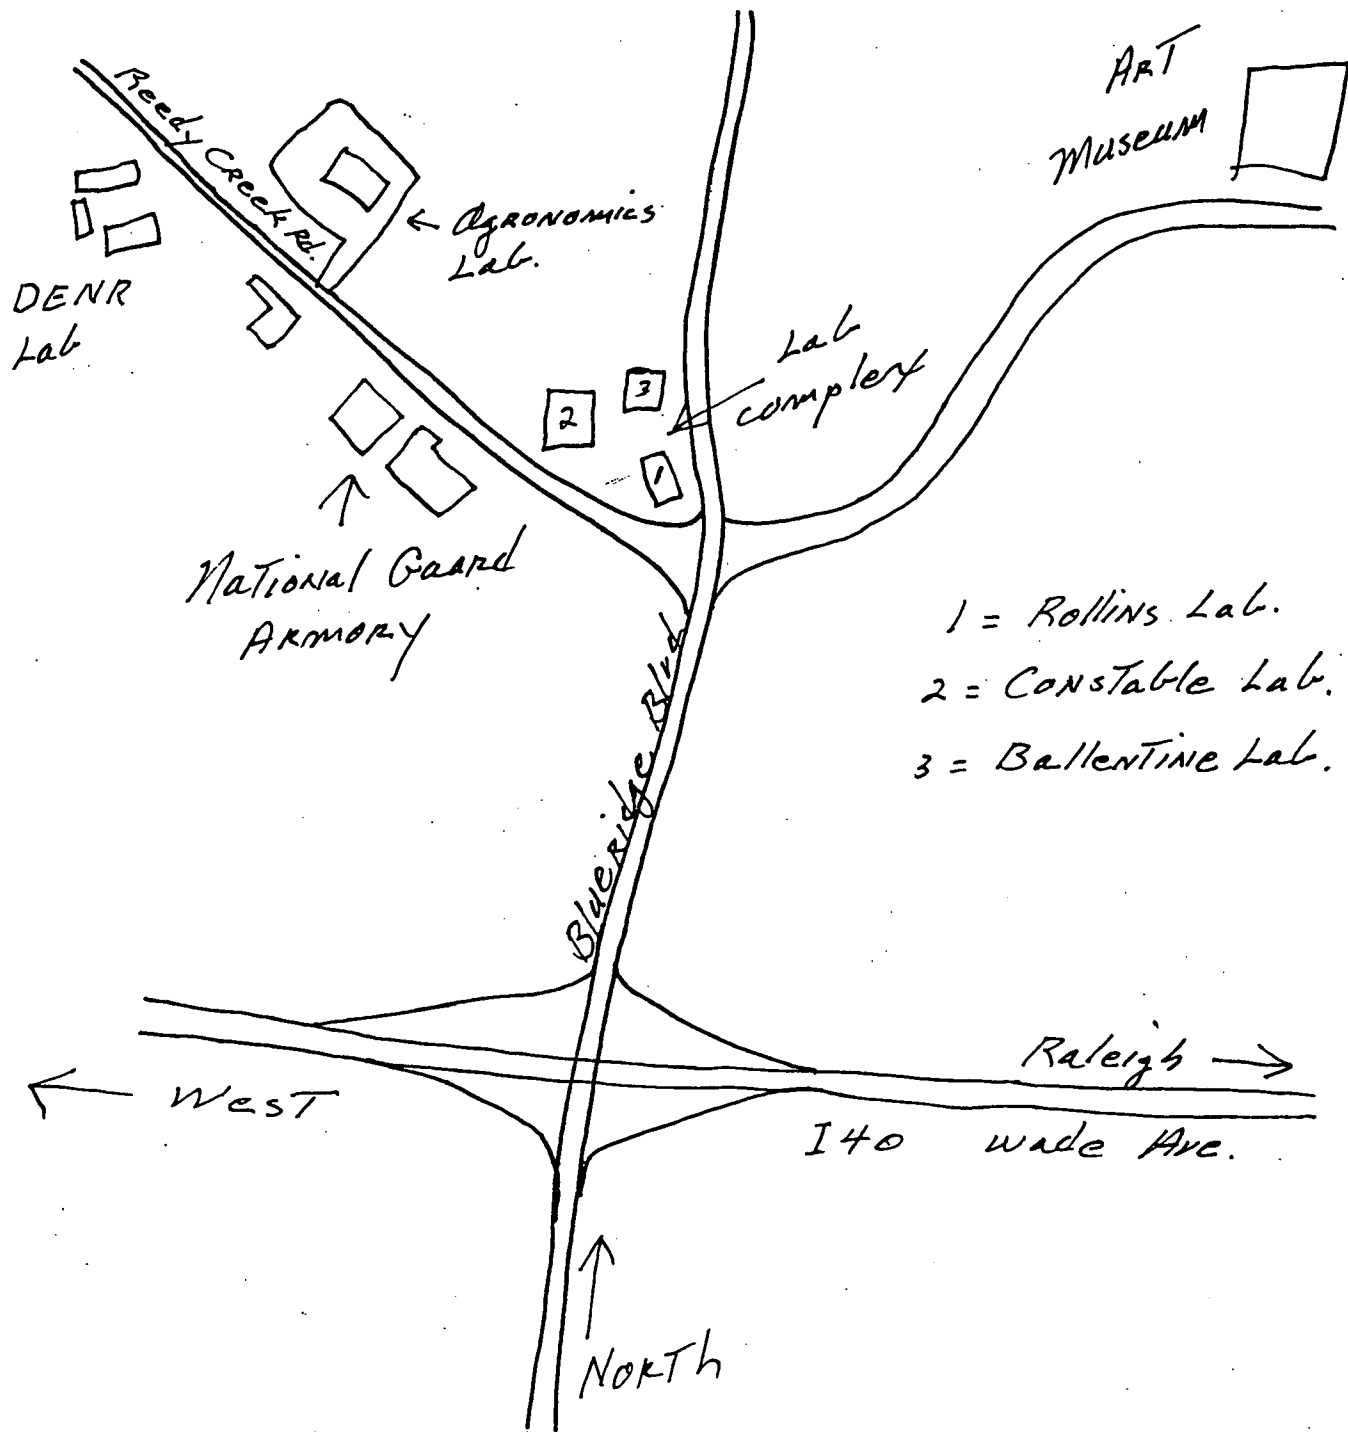 Art
Museum
Reedy Creek Rd.
← Agronomics
Lab.
DENR
Lab
Lab
complex
3
2
1
National Guard
Armory
1 = Rollins Lab.
2 = Constable Lab.
3 = Ballentine Lab.
Blueridge Blvd
Raleigh →
← West
I40 Wade Ave.
North